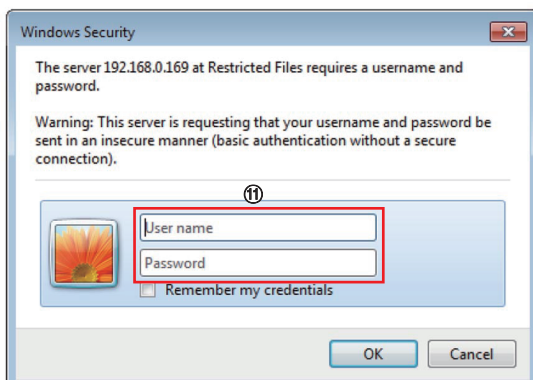 Windows Security
The server 192.168.0.169 at Restricted Files requires a username and
password.
Warning: This server is requesting that your username and password be
sent in an insecure manner (basic authentication without a secure
connection).
⑪
User name
Password
Remember my credentials
OK Cancel